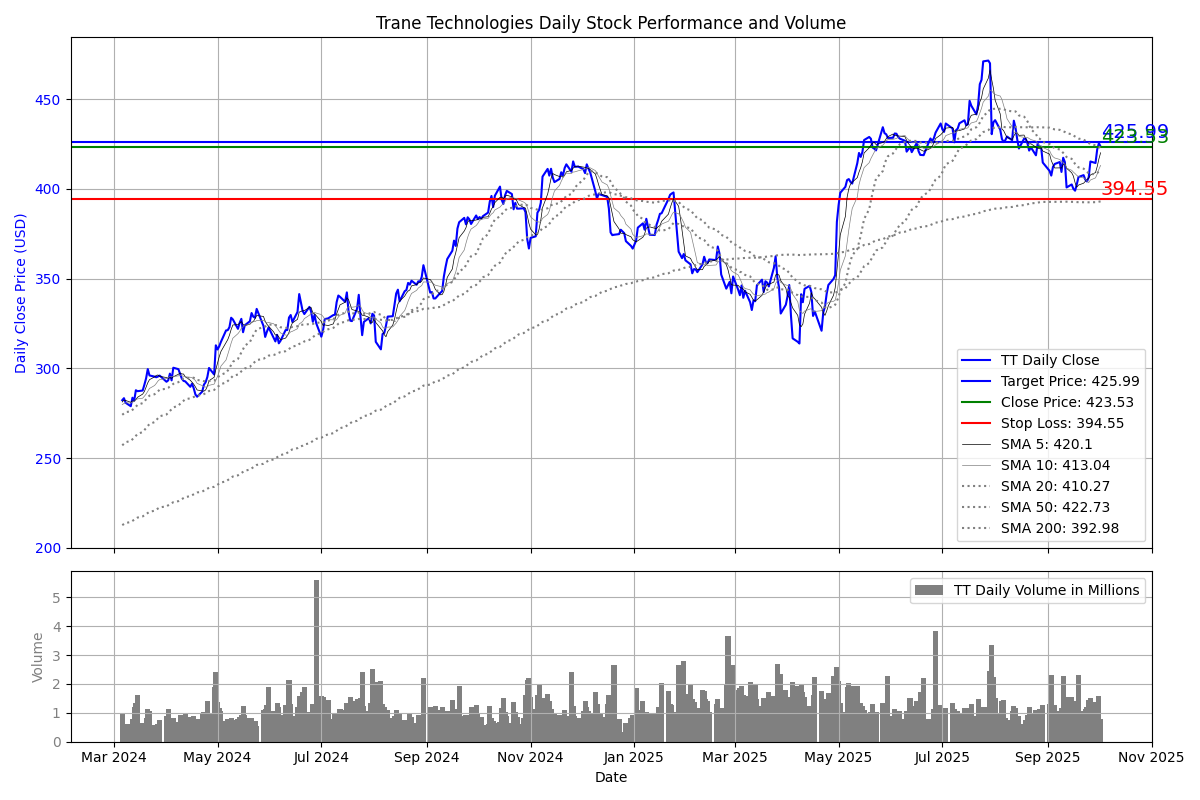 Trane Technologies Daily Stock Performance and Volume
Daily Close Price (USD)
450
400
350
300
250
200
425.99
423.53
394.55
TT Daily Close
Target Price: 425.99
Close Price: 423.53
Stop Loss: 394.55
SMA 5: 420.1
SMA 10: 413.04
SMA 20: 410.27
SMA 50: 422.73
SMA 200: 392.98
Volume
5
4
3
2
1
0
TT Daily Volume in Millions
Mar 2024 May 2024 Jul 2024 Sep 2024 Nov 2024 Jan 2025 Mar 2025 May 2025 Jul 2025 Sep 2025 Nov 2025
Date